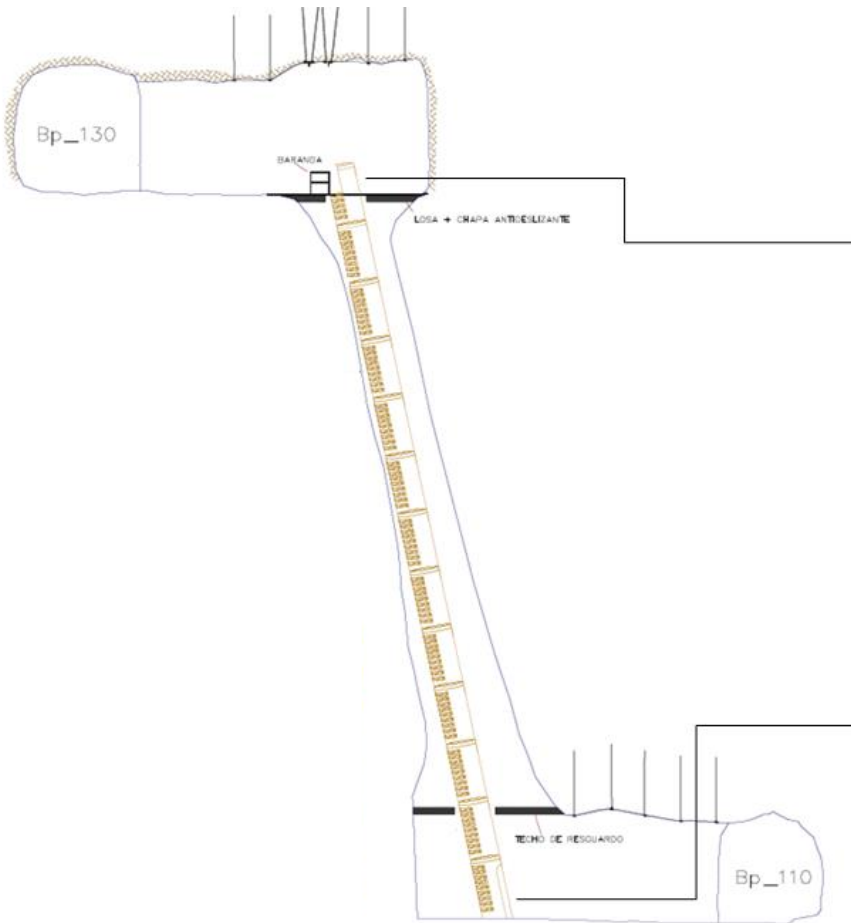 Bp_130
BARANDA
LOSA + CHAPA ANTIDESLIZANTE
TECHO DE RESGUARDO
Bp_110